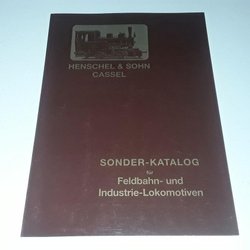 HENSCHEL & SOHN
CASSEL
SONDER-KATALOG
für
Feldbahn- und
Industrie-Lokomotiven